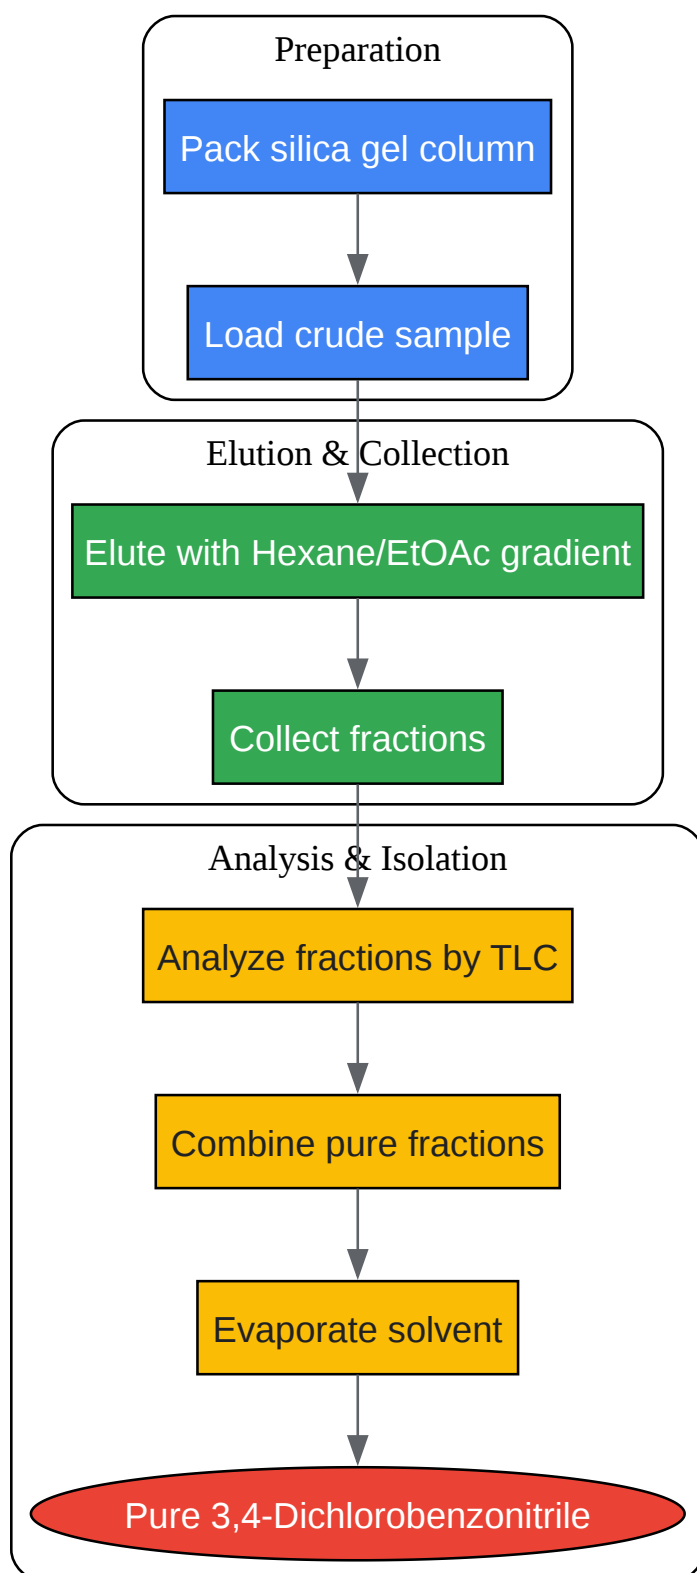 Preparation
Pack silica gel column
Load crude sample
Elution & Collection
Elute with Hexane/EtOAc gradient
Collect fractions
Analysis & Isolation
Analyze fractions by TLC
Combine pure fractions
Evaporate solvent
Pure 3,4-Dichlorobenzonitrile